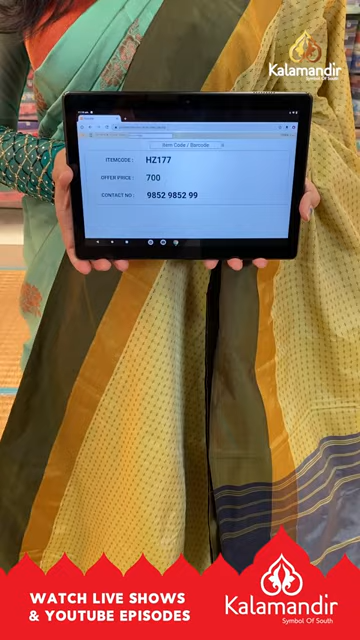 Kalamandir
Symbol Of South
Item Code / Barcode
ITEMCODE : HZ177
OFFER PRICE : 700
CONTACT NO : 9852 9852 99
WATCH LIVE SHOWS
& YOUTUBE EPISODES
Kalamandir
Symbol Of South